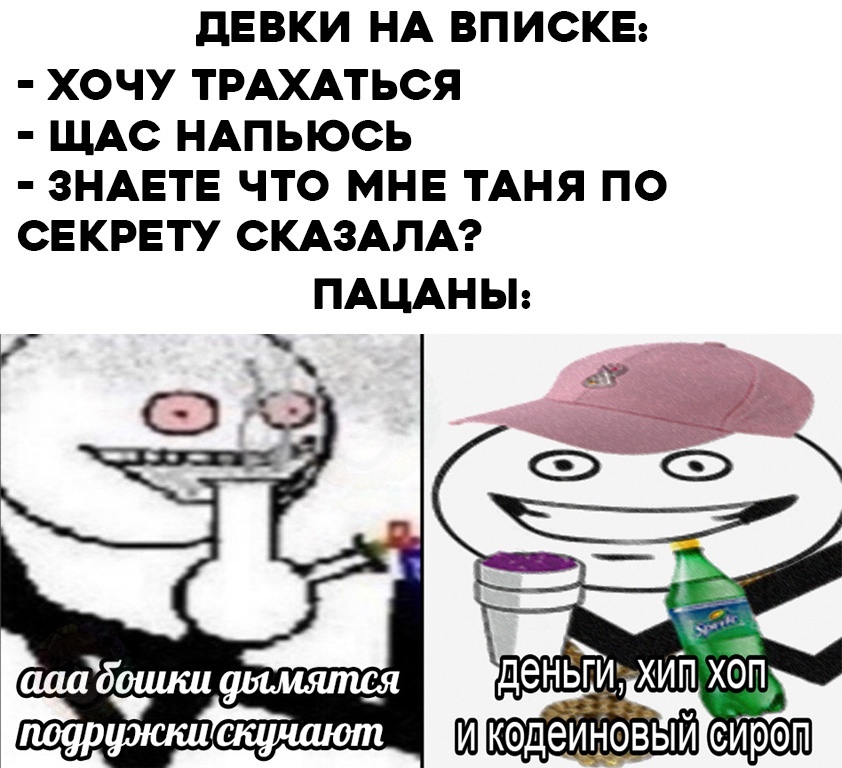 ДЕВКИ НА ВПИСКЕ:
- ХОЧУ ТРАХАТЬСЯ
- ЩАС НАПЬЮСЬ
- ЗНАЕТЕ ЧТО МНЕ ТАНЯ ПО
СЕКРЕТУ СКАЗАЛА?
ПАЦАНЫ:
ааа бошки дымятся
подружки скучают
Sprite
деньги, хип хоп
и кодеиновый сироп